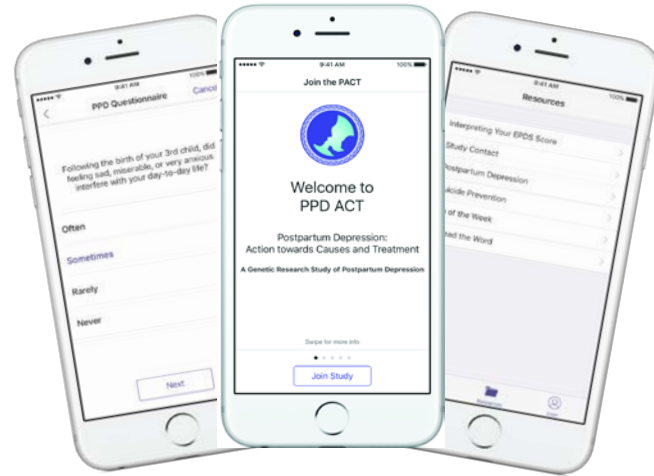 9:41 AM
100%
PPD Questionnaire
Following the birth of your 3rd child, did
feeling sad, miserable, or very anxious
interfere with your day-to-day life?
Often
Sometimes
Rarely
Never
Next
9:41 AM
100%
Join the PACT
Welcome to
PPD ACT
Postpartum Depression:
Action towards Causes and Treatment
A Genetic Research Study of Postpartum Depression
Swipe for more info
Join Study
9:41 AM
100%
Resources
Interpreting Your EPDS Score
Study Contact
Postpartum Depression
uicide Prevention
of the Week
ead the Word
Resources